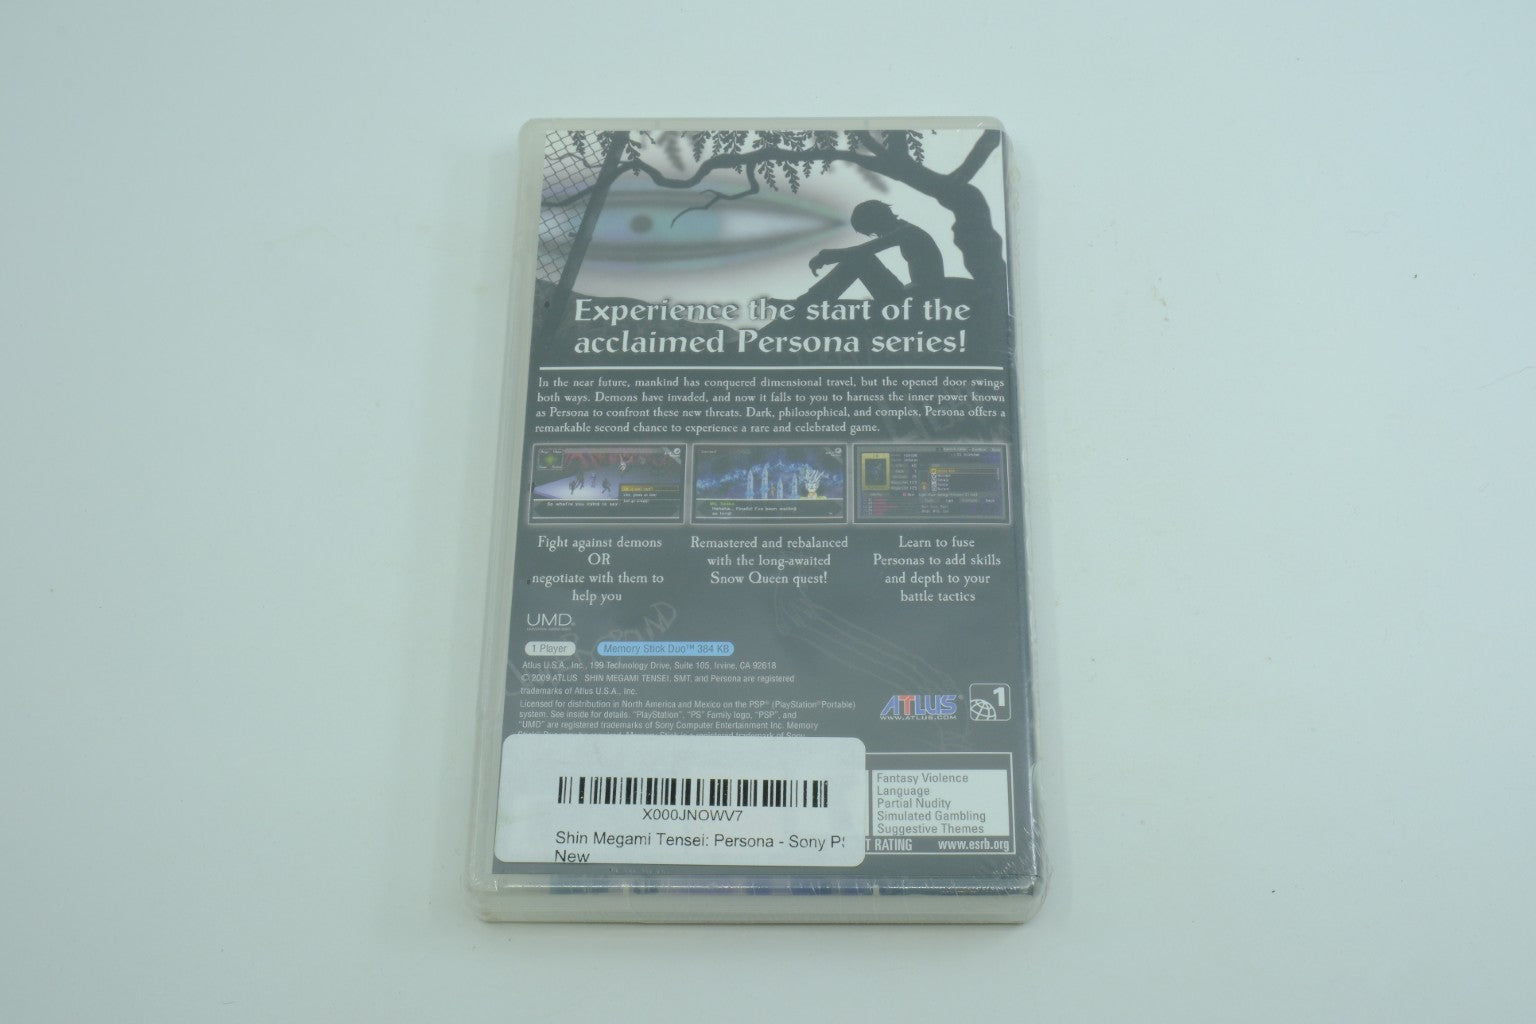 Experience the start of the
acclaimed Persona series!
In the near future, mankind has conquered dimensional travel, but the opened door swings
both ways. Demons have invaded, and now it falls to you to harness the inner power known
as Persona to confront these new threats. Dark, philosophical, and complex, Persona offers a
remarkable second chance to experience a rare and celebrated game.
Fight against demons
OR
negotiate with them to
help you
Remastered and rebalanced
with the long-awaited
Snow Queen quest!
Learn to fuse
Personas to add skills
and depth to your
battle tactics
UMD
1 Player
Memory Stick Duo™ 384 KB
Atlus U.S.A., Inc., 199 Technology Drive, Suite 105, Irvine, CA 92618
© 2009 ATLUS SHIN MEGAMI TENSEI, SMT, and Persona are registered
trademarks of Atlus U.S.A., Inc.
Licensed for distribution in North America and Mexico on the PSP® (PlayStation®Portable)
system. See inside for details. "PlayStation", "PS" Family logo, "PSP", and
"UMD" are registered trademarks of Sony Computer Entertainment Inc. Memory
ATLUS®
WWW.ATLUS.COM
1
Fantasy Violence
Language
Partial Nudity
Simulated Gambling
Suggestive Themes
T RATING www.esrb.org
X000JNOWV7
Shin Megami Tensei: Persona - Sony PS
New